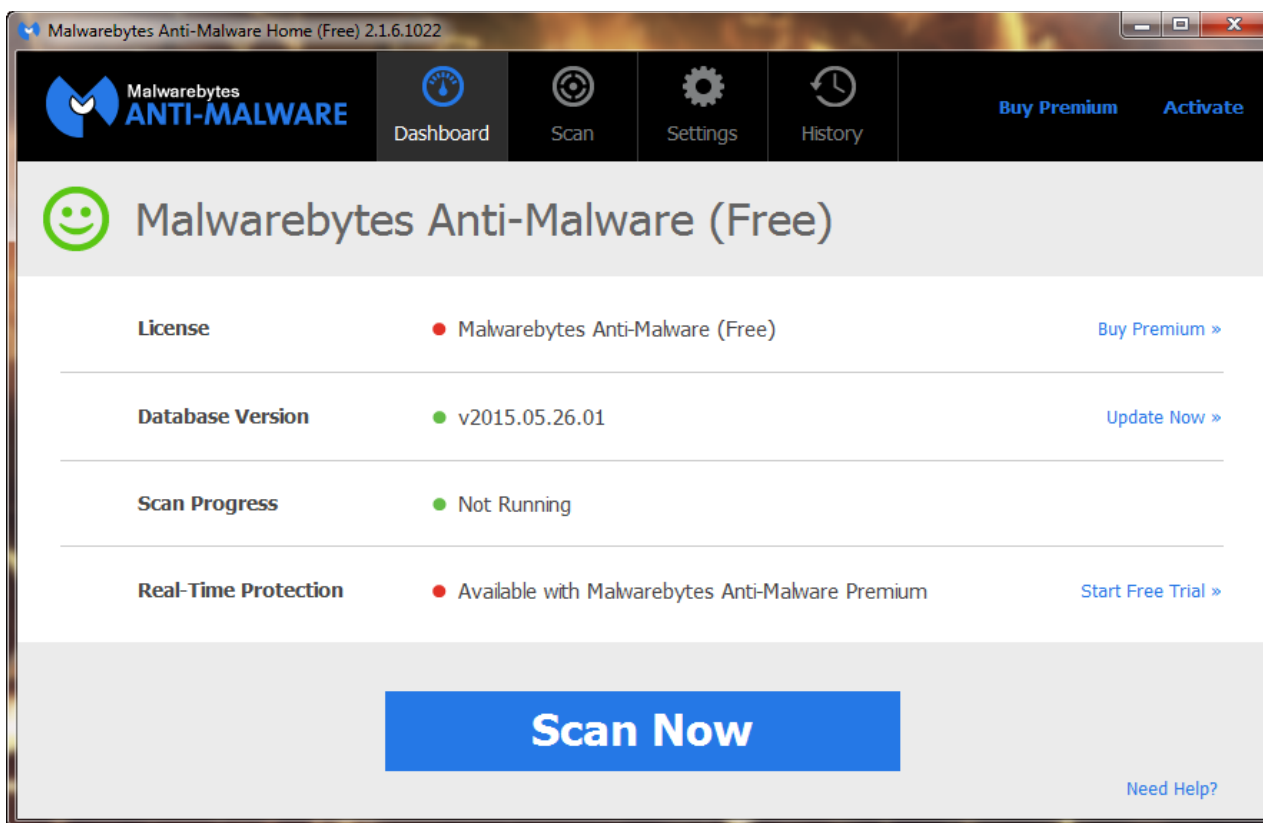 Malwarebytes Anti-Malware Home (Free) 2.1.6.1022
Malwarebytes
ANTI-MALWARE
Dashboard
Scan
Settings
History
Buy Premium
Activate
Malwarebytes Anti-Malware (Free)
License
Malwarebytes Anti-Malware (Free)
Buy Premium »
Database Version
v2015.05.26.01
Update Now »
Scan Progress
Not Running
Real-Time Protection
Available with Malwarebytes Anti-Malware Premium
Start Free Trial »
Scan Now
Need Help?